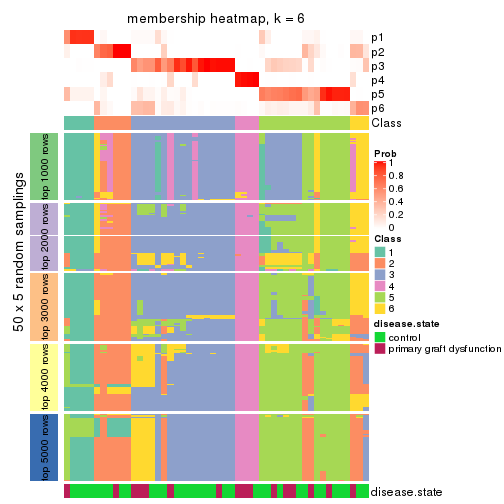 membership heatmap, k = 6
p1
p2
p3
p4
p5
p6
Class
50 x 5 random samplings
top 1000 rows
top 2000 rows
top 3000 rows
top 4000 rows
top 5000 rows
disease.state
Prob
1
0.8
0.6
0.4
0.2
0
Class
1
2
3
4
5
6
disease.state
control
primary graft dysfunction